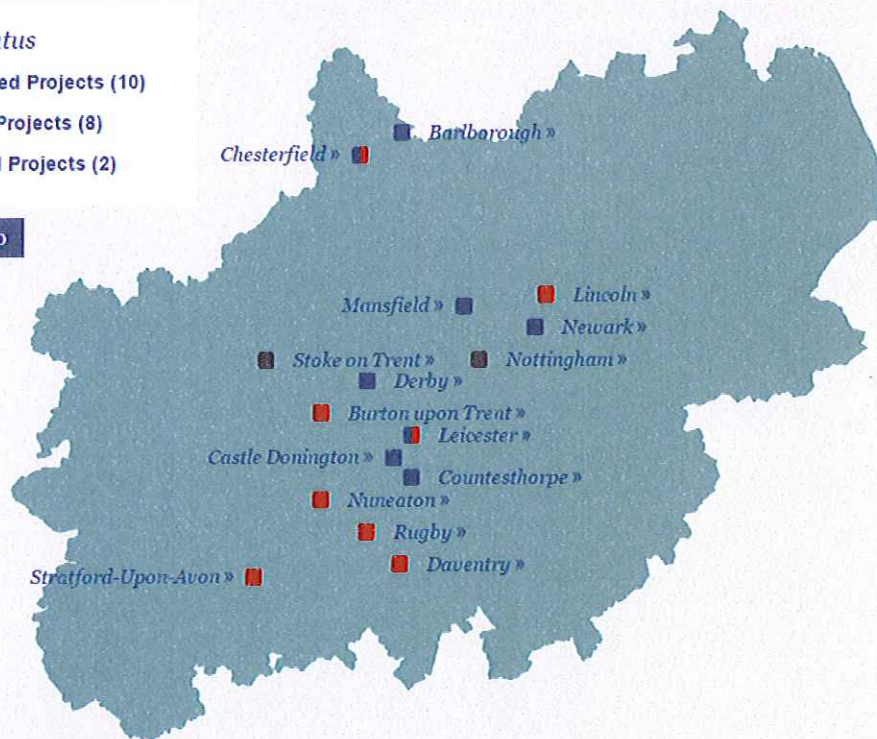 tus
ed Projects (10)
Projects (8)
Projects (2)
Barlborough »
Chesterfield »
Lincoln »
Mansfield »
Newark »
Stoke on Trent »
Nottingham »
Derby »
Burton upon Trent »
Leicester »
Castle Donington »
Countesthorpe »
Nuneaton »
Rugby »
Daventry »
Stratford-Upon-Avon »